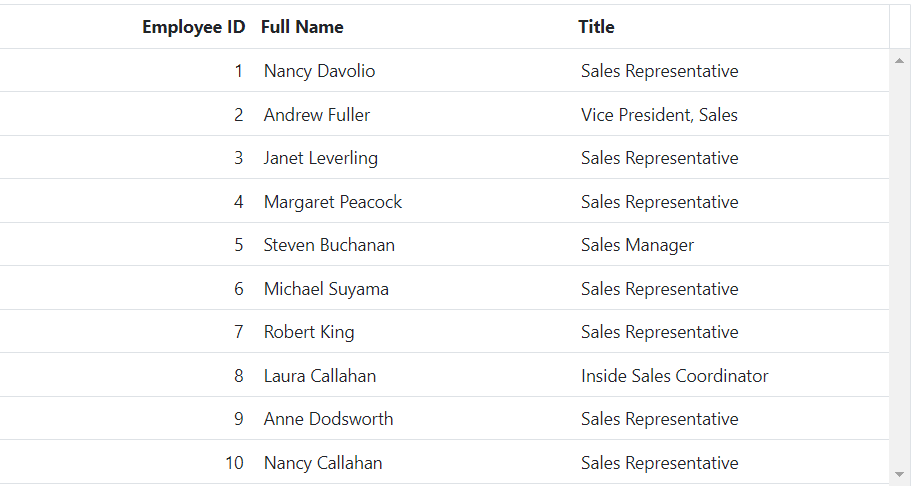 Employee ID Full Name Title
1 Nancy Davolio Sales Representative
2 Andrew Fuller Vice President, Sales
3 Janet Leverling Sales Representative
4 Margaret Peacock Sales Representative
5 Steven Buchanan Sales Manager
6 Michael Suyama Sales Representative
7 Robert King Sales Representative
8 Laura Callahan Inside Sales Coordinator
9 Anne Dodsworth Sales Representative
10 Nancy Callahan Sales Representative